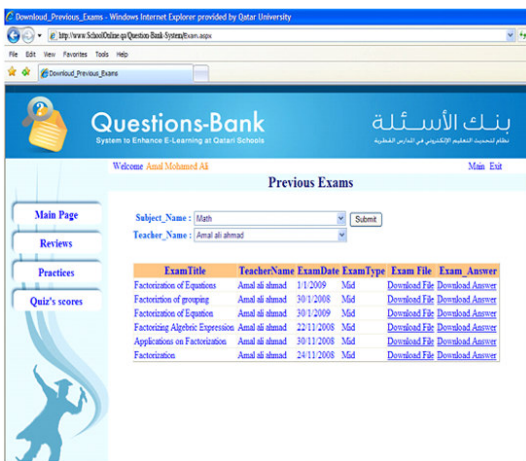 Downloud_Previous_Exams - Windows Internet Explorer provided by Qatar University
http://www.SchoolOnline.qa/Question-Bank-System/Exam.aspx
File Edit View Favorites Tools Help
Downloud_Previous_Exams
Questions-Bank
System to Enhance E-Learning at Qatari Schools
بنك الأسئلة
نظام لتحديث التعليم الإلكتروني في المدارس القطرية
Welcome Amal Mohamed Ali
Main Exit
Previous Exams
Main Page
Reviews
Practices
Quiz's scores
Subject_Name : Math Submit
Teacher_Name : Amal ali ahmad
ExamTitle TeacherName ExamDate ExamType Exam File Exam_Answer
Factorization of Equations Amal ali ahmad 1/1/2009 Mid Download File Download Answer
Factorirtion of grouping Amal ali ahmad 30/1/2008 Mid Download File Download Answer
Factorization of Equation Amal ali ahmad 30/1/2009 Mid Download File Download Answer
Factorizing Algebric Expression Amal ali ahmad 22/11/2008 Mid Download File Download Answer
Applications on Factorization Amal ali ahmad 30/11/2008 Mid Download File Download Answer
Factorization Amal ali ahmad 24/11/2008 Mid Download File Download Answer